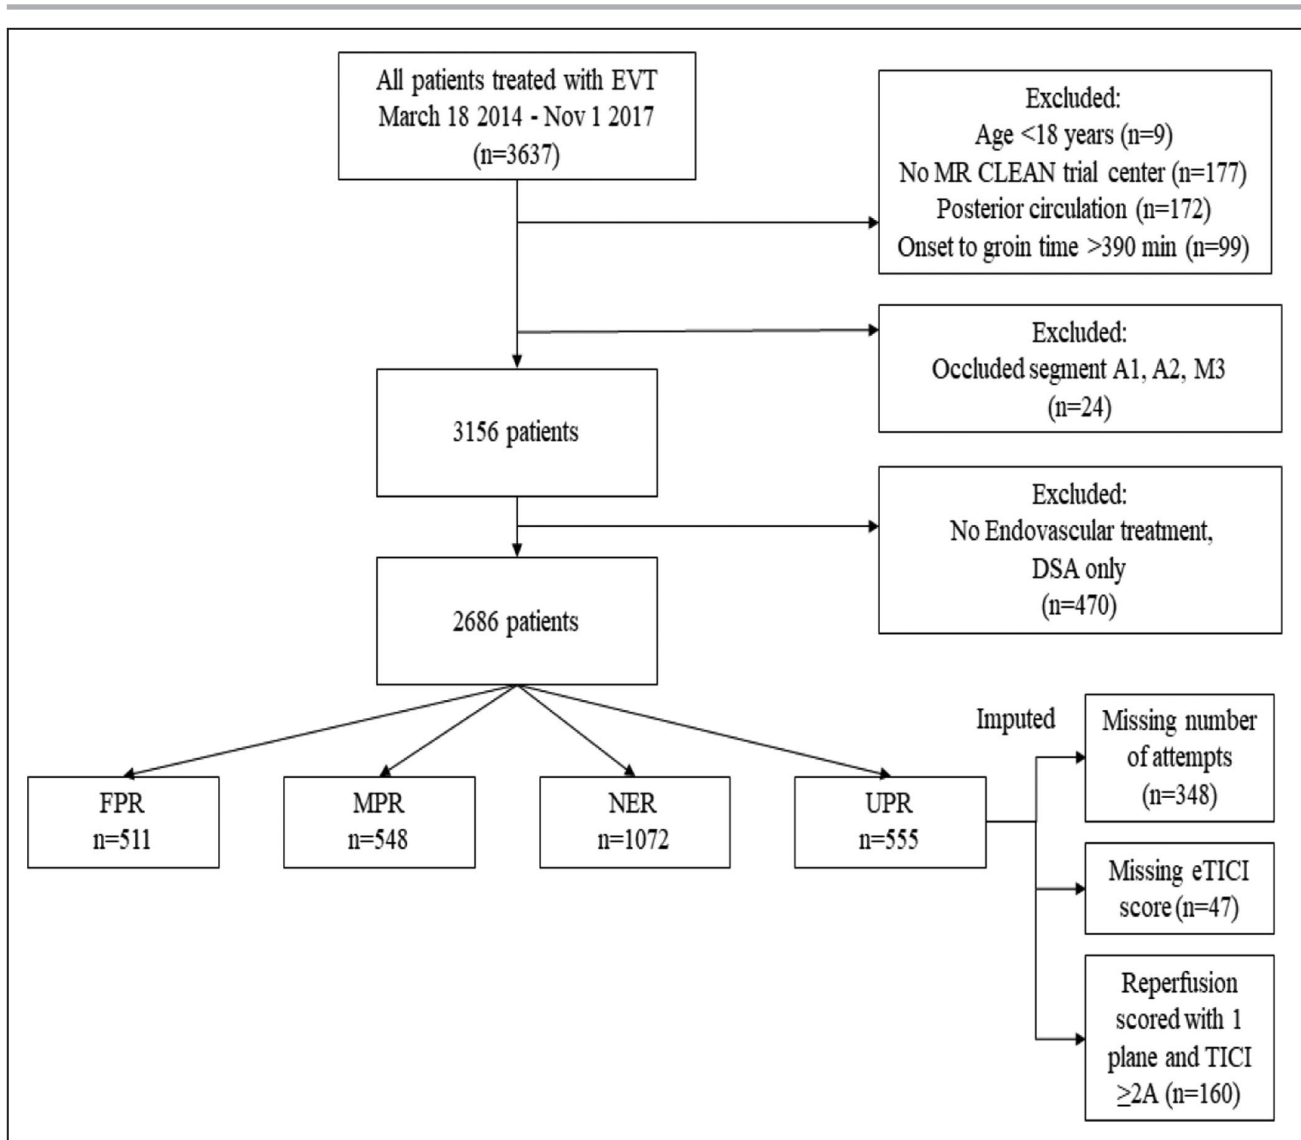 All patients treated with EVT
March 18 2014 - Nov 1 2017
(n=3637)
Excluded:
Age <18 years (n=9)
No MR CLEAN trial center (n=177)
Posterior circulation (n=172)
Onset to groin time >390 min (n=99)
Excluded:
Occluded segment A1, A2, M3
(n=24)
3156 patients
Excluded:
No Endovascular treatment,
DSA only
(n=470)
2686 patients
FPR
n=511
MPR
n=548
NER
n=1072
UPR
n=555
Imputed
Missing number
of attempts
(n=348)
Missing eTICI
score (n=47)
Reperfusion
scored with 1
plane and TICI
≥2A (n=160)